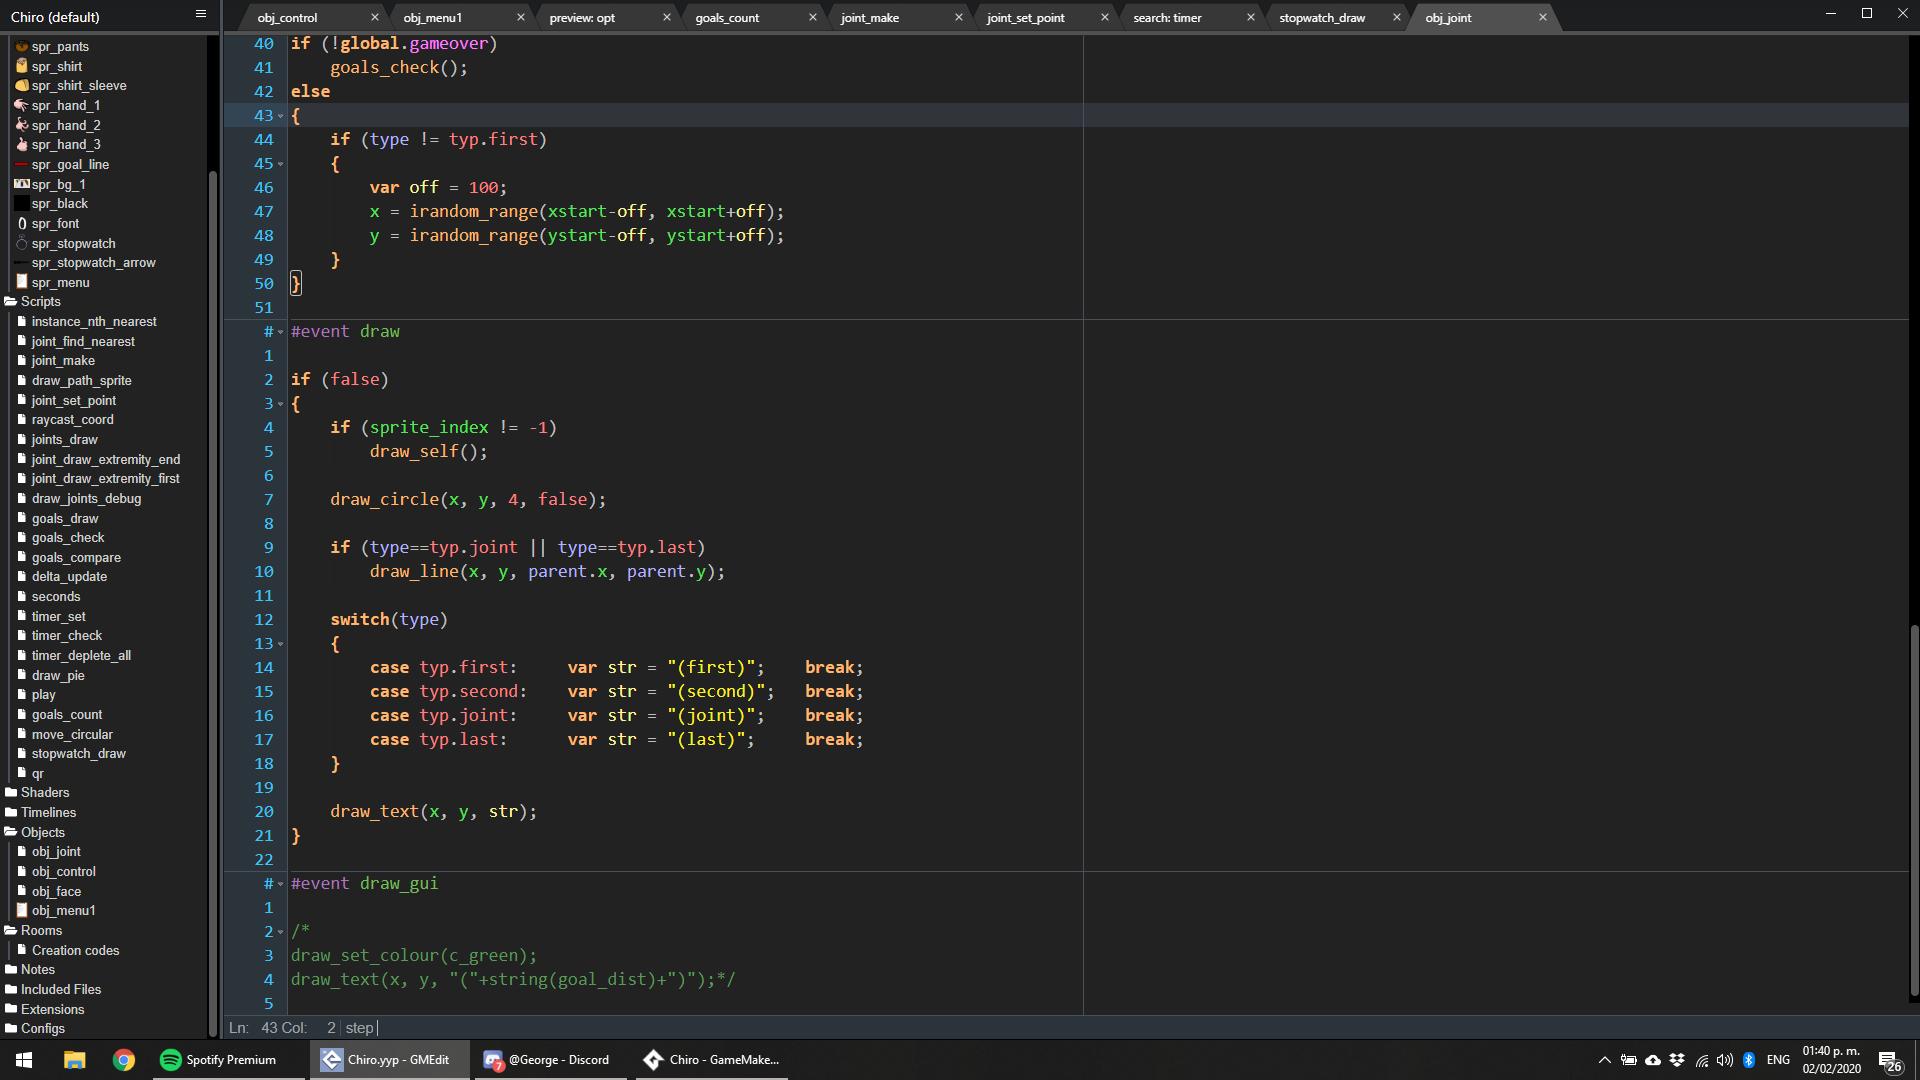 Chiro (default)
obj_control × obj_menu1 × preview: opt × goals_count × joint_make × joint_set_point × search: timer × stopwatch_draw × obj_joint ×
spr_pants
spr_shirt
spr_shirt_sleeve
spr_hand_1
spr_hand_2
spr_hand_3
spr_goal_line
spr_bg_1
spr_black
spr_font
spr_stopwatch
spr_stopwatch_arrow
spr_menu
Scripts
instance_nth_nearest
joint_find_nearest
joint_make
draw_path_sprite
joint_set_point
raycast_coord
joints_draw
joint_draw_extremity_end
joint_draw_extremity_first
draw_joints_debug
goals_draw
goals_check
goals_compare
delta_update
seconds
timer_set
timer_check
timer_deplete_all
draw_pie
play
goals_count
move_circular
stopwatch_draw
qr
Shaders
Timelines
Objects
obj_joint
obj_control
obj_face
obj_menu1
Rooms
Creation codes
Notes
Included Files
Extensions
Configs
40 if (!global.gameover)
41 goals_check();
42 else
43 {
44 if (type != typ.first)
45 {
46 var off = 100;
47 x = irandom_range(xstart-off, xstart+off);
48 y = irandom_range(ystart-off, ystart+off);
49 }
50 }
51
# #event draw
1
2 if (false)
3 {
4 if (sprite_index != -1)
5 draw_self();
6
7 draw_circle(x, y, 4, false);
8
9 if (type==typ.joint || type==typ.last)
10 draw_line(x, y, parent.x, parent.y);
11
12 switch(type)
13 {
14 case typ.first: var str = "(first)"; break;
15 case typ.second: var str = "(second)"; break;
16 case typ.joint: var str = "(joint)"; break;
17 case typ.last: var str = "(last)"; break;
18 }
19
20 draw_text(x, y, str);
21 }
22
# #event draw_gui
1
2 /*
3 draw_set_colour(c_green);
4 draw_text(x, y, "("+string(goal_dist)+")");*/
5
Ln: 43 Col: 2 step
Spotify Premium Chiro.yyp - GMEdit 7 @George - Discord Chiro - GameMake... ENG 01:40 p. m. 26
02/02/2020